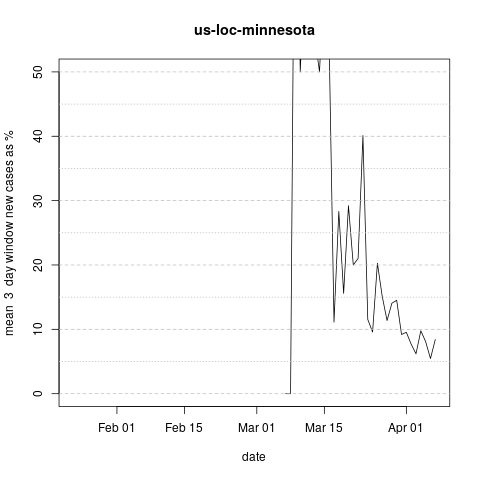 us-loc-minnesota
mean 3 day window new cases as %
50
40
30
20
10
0
Feb 01 Feb 15 Mar 01 Mar 15 Apr 01
date